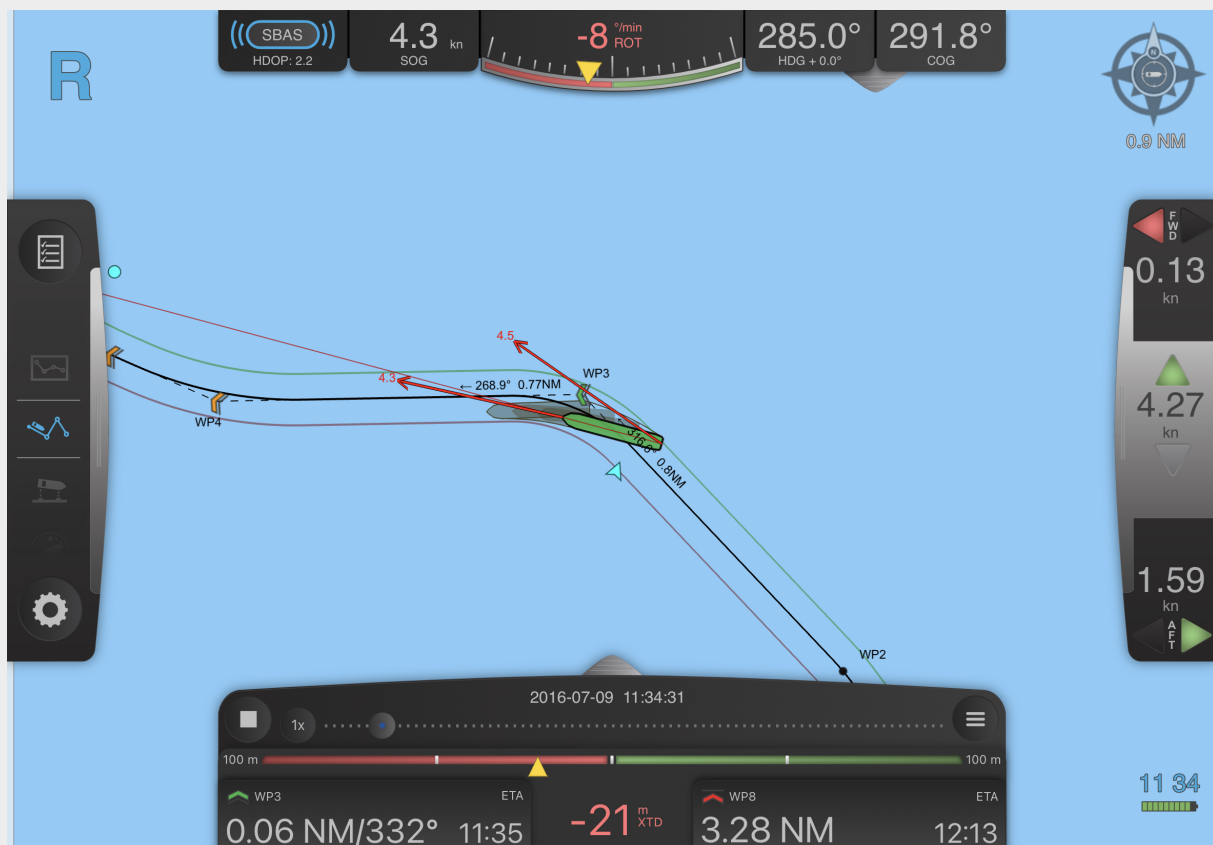 R
SBAS
HDOP: 2.2
4.3 kn
SOG
-8 °/min
ROT
285.0°
HDG + 0.0°
291.8°
COG
N
0.9 NM
FWD
0.13
kn
4.27
kn
1.59
kn
AFT
4.5
4.3
← 268.9° 0.77NM
WP3
WP4
0.8NM
WP2
2016-07-09 11:34:31
1x
100 m
100 m
WP3 ETA
0.06 NM/332° 11:35
-21 m
XTD
WP8 ETA
3.28 NM 12:13
11 34